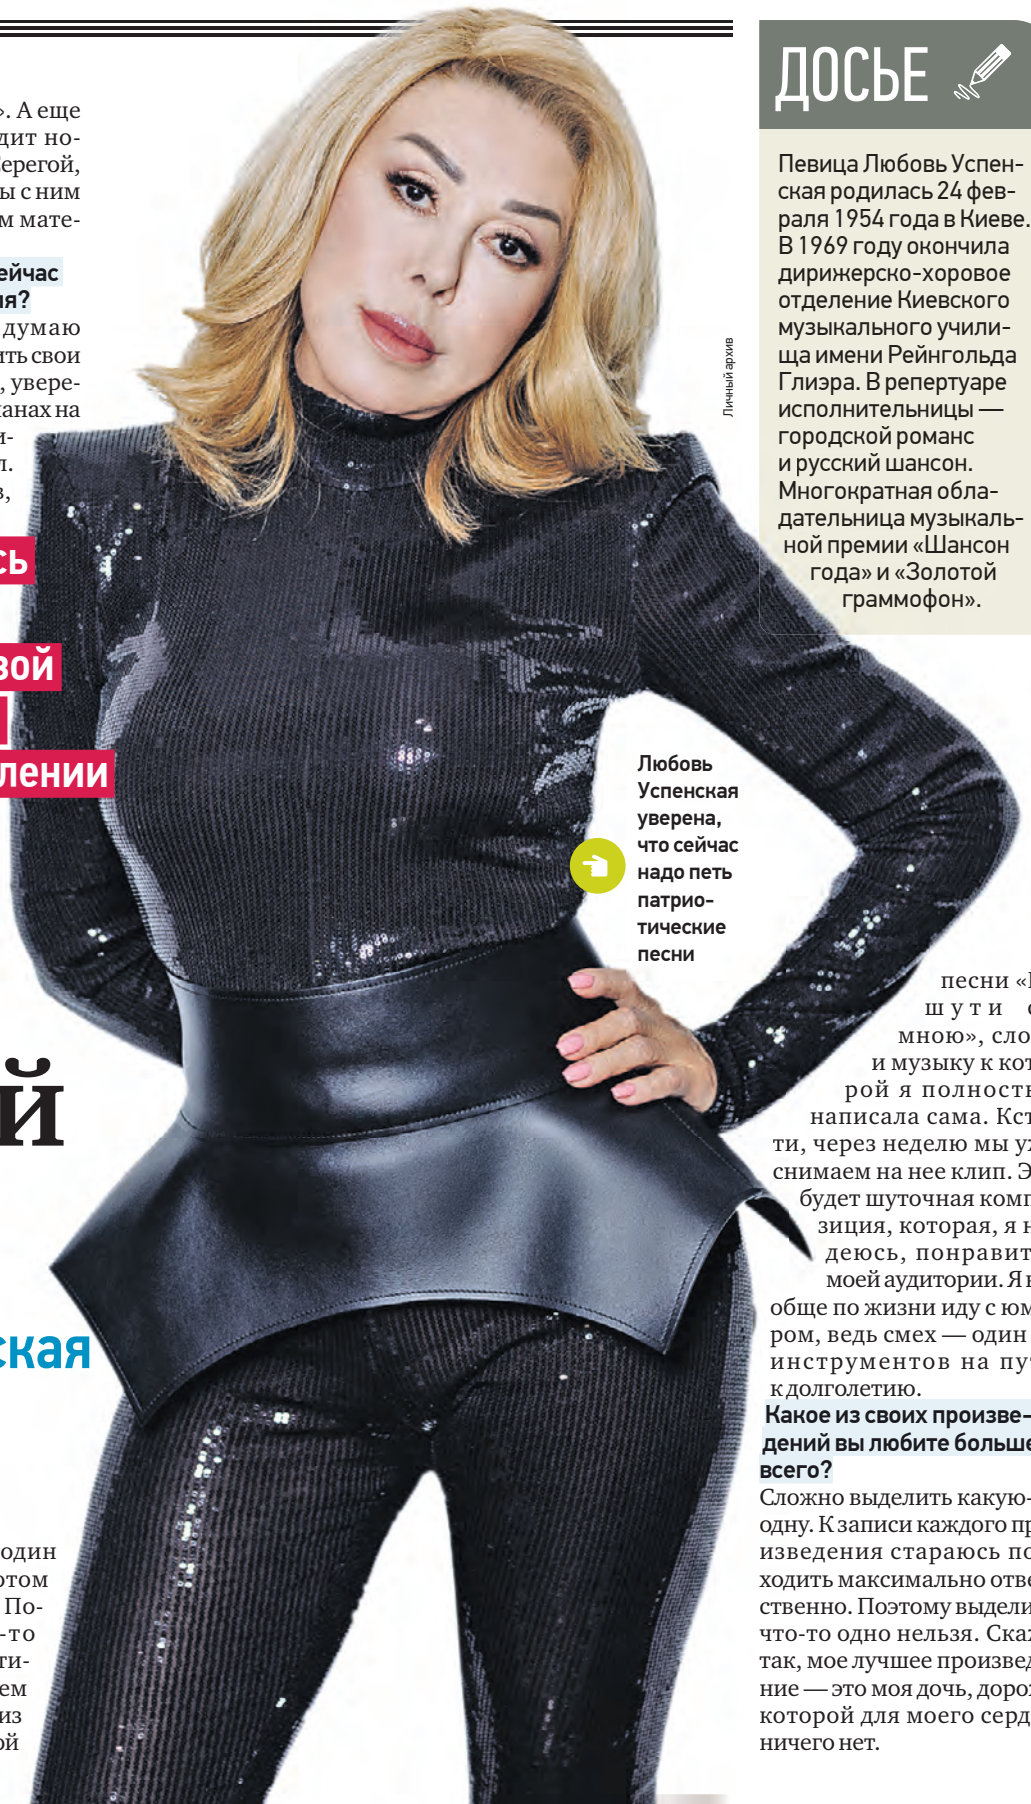 ». А еще
дит но-
Серегой,
ы с ним
м мате-
ейчас
ия?
думаю
ить свои
, увере-
ланах на
и-
л.
в,
сь
вой
лении
й
ская
один
отом
По-
-то
ти-
ем
из
ой
Личный архив
Любовь
Успенская
уверена,
что сейчас
надо петь
патрио-
тические
песни
ДОСЬЕ
Певица Любовь Успен-
ская родилась 24 фев-
раля 1954 года в Киеве.
В 1969 году окончила
дирижерско-хоровое
отделение Киевского
музыкального учили-
ща имени Рейнгольда
Глиэра. В репертуаре
исполнительницы —
городской романс
и русский шансон.
Многократная обла-
дательница музыкаль-
ной премии «Шансон
года» и «Золотой
граммофон».
песни «
шути
мною», сло
и музыку к кот
рой я полность
написала сама. Кст
ти, через неделю мы у
снимаем на нее клип. Э
будет шуточная комп
зиция, которая, я н
деюсь, понравит
моей аудитории. Я в
обще по жизни иду с юм
ром, ведь смех — один
инструментов на пу
к долголетию.
Какое из своих произве-
дений вы любите больше
всего?
Сложно выделить какую-
одну. К записи каждого пр
изведения стараюсь по
ходить максимально отве
ственно. Поэтому выдели
что-то одно нельзя. Ска
так, мое лучшее произвед
ние — это моя дочь, доро
которой для моего серд
ничего нет.